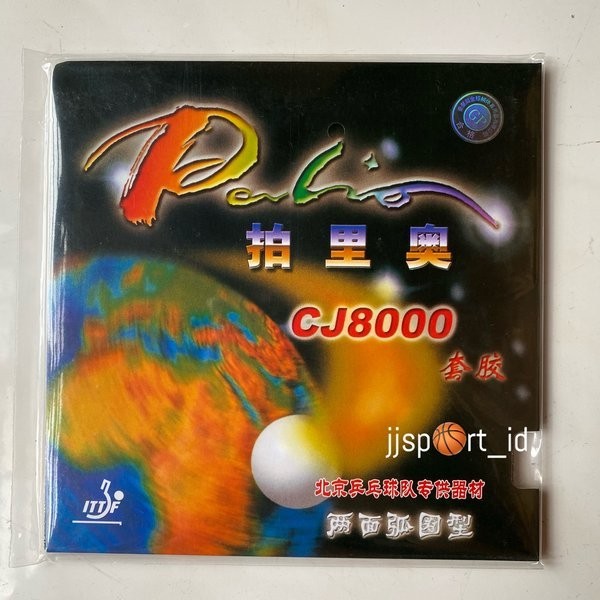 Palio
拍里奥
CJ8000
套胶
jjsport_id
北京乒乓球队专供器材
两面弧圈型
ITTF